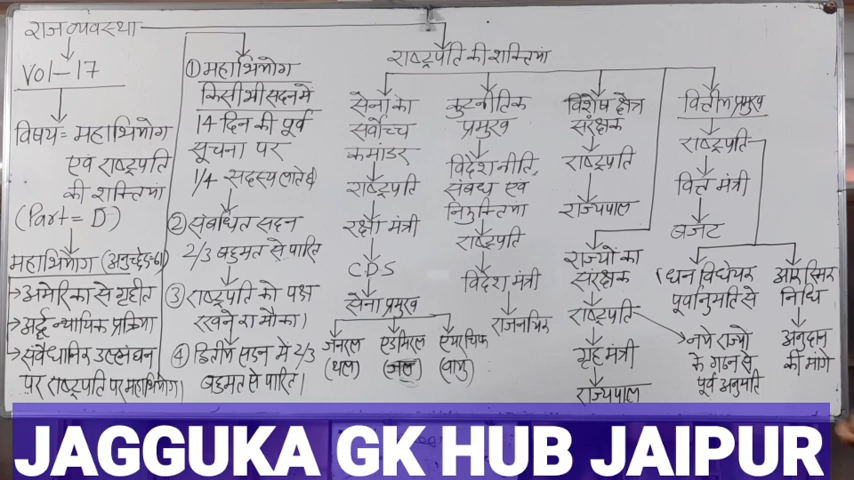 राजव्यवस्था
Vol-17
विषय= महाभियोग
एवं राष्ट्रपति
की शक्तियां
(Part = D)
महाभियोग (अनुच्छेद-61)
→अमेरिका से गृहीत
→अर्द्ध न्यायिक प्रक्रिया
→संवैधानिक उल्लंघन
पर राष्ट्रपति पर महाभियोग।
① महाभियोग
किसी भी सदन में
14 दिन की पूर्व
सूचना पर
1/4 सदस्य लाते है
② संबंधित सदन
2/3 बहुमत से पारित
③ राष्ट्रपति को पक्ष
रखने का मौका।
④ द्वितीय सदन में 2/3
बहुमत से पारित।
राष्ट्रपति की शक्तियां
सेना का
सर्वोच्च
कमांडर
राष्ट्रपति
रक्षा मंत्री
CDS
सेना प्रमुख
जनरल
(थल)
एडमिरल
(जल)
एयरचिफ
(वायु)
कुटनीतिक
प्रमुख
विदेश नीति,
संबंध एवं
नियुक्तियां
राष्ट्रपति
विदेश मंत्री
राजनयिक
विशेष क्षेत्र
संरक्षक
राष्ट्रपति
राज्यपाल
राज्यों का
संरक्षक
राष्ट्रपति
गृह मंत्री
राज्यपाल
वित्तीय प्रमुख
राष्ट्रपति
वित्त मंत्री
बजट
धन विधेयक
पूर्वानुमति से
नये राज्यो
के गठन से
पूर्व अनुमति
आकस्मिक
निधि
अनुदान
की मांगे
JAGGUKA GK HUB JAIPUR